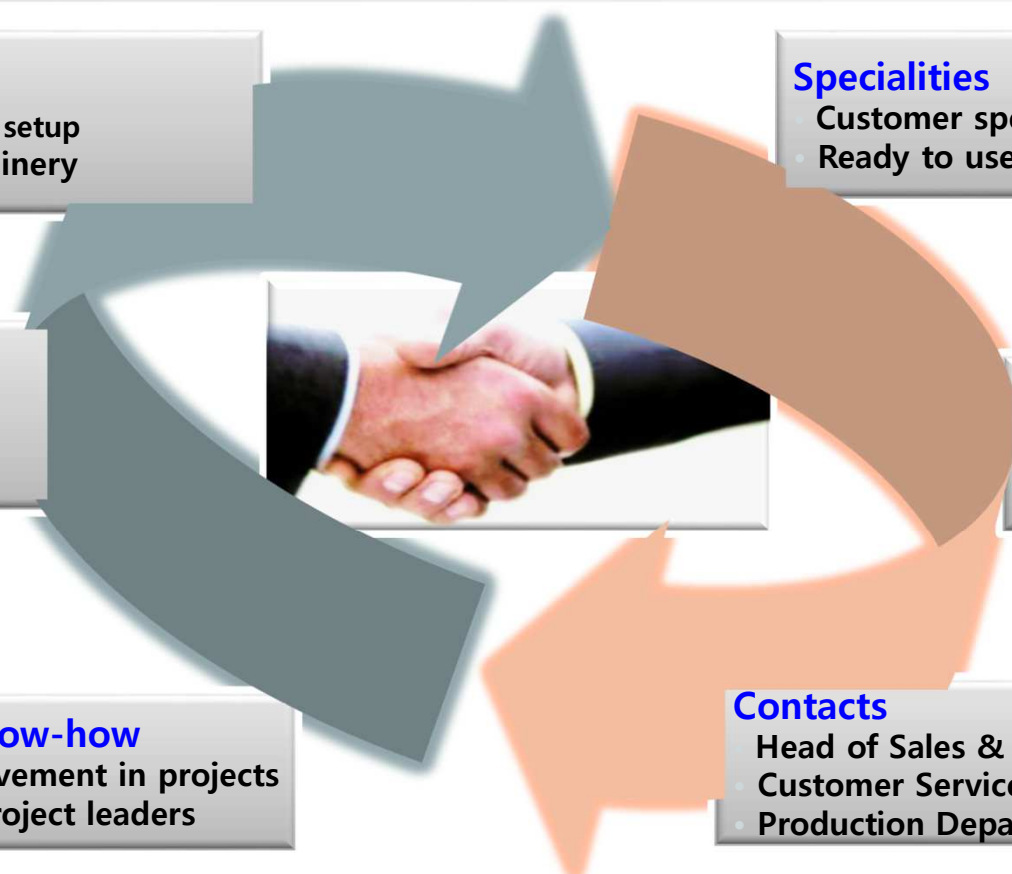 setup
inery
Specialities
Customer spe
Ready to use
ow-how
vement in projects
roject leaders
Contacts
Head of Sales &
Customer Service
Production Depa